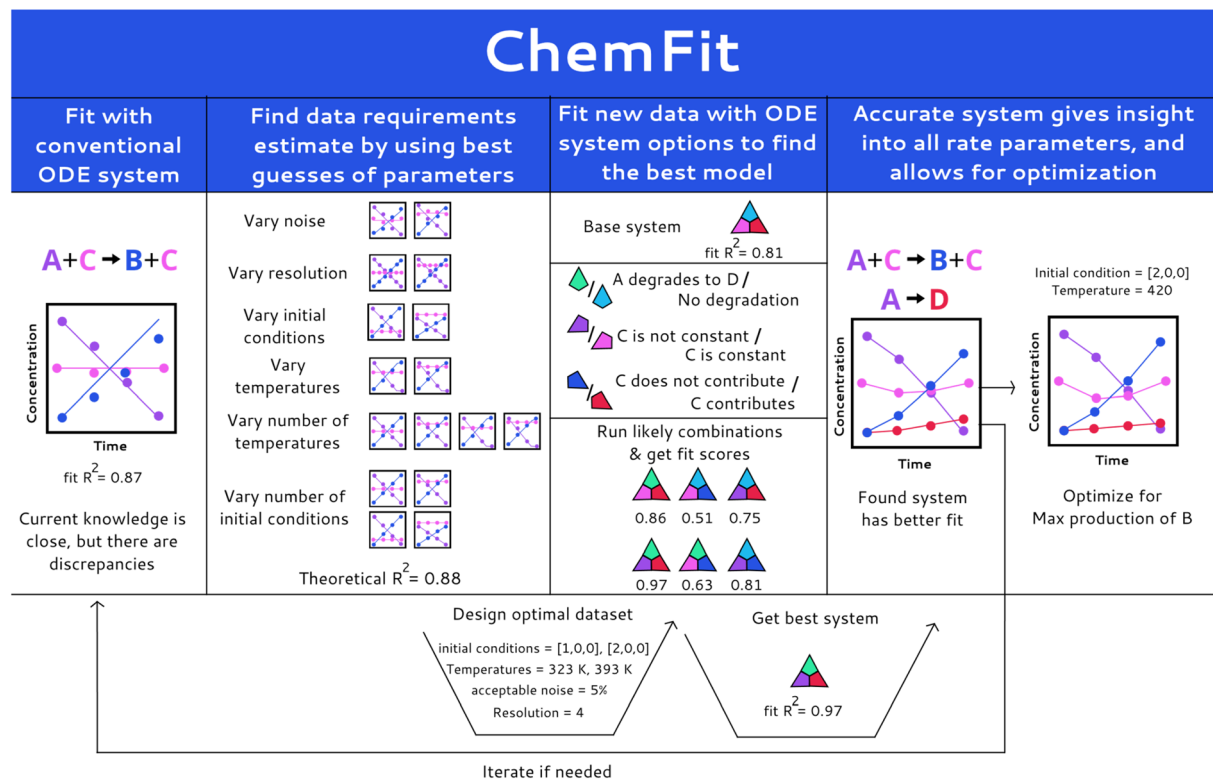 ChemFit
Fit with
conventional
ODE system
Find data requirements
estimate by using best
guesses of parameters
Fit new data with ODE
system options to find
the best model
Accurate system gives insight
into all rate parameters, and
allows for optimization
A+C→B+C
Concentration
Time
fit R²= 0.87
Current knowledge is
close, but there are
discrepancies
Vary noise
Vary resolution
Vary initial
conditions
Vary
temperatures
Vary number of
temperatures
Vary number of
initial conditions
Theoretical R²= 0.88
Base system
fit R²= 0.81
A degrades to D /
No degradation
C is not constant /
C is constant
C does not contribute /
C contributes
/
/
/
Run likely combinations
& get fit scores
0.86 0.51 0.75
0.97 0.63 0.81
A+C→B+C
A→D
Concentration
Time
Found system
has better fit
Initial condition = [2,0,0]
Temperature = 420
Concentration
Time
Optimize for
Max production of B
Design optimal dataset
initial conditions = [1,0,0], [2,0,0]
Temperatures = 323 K, 393 K
acceptable noise = 5%
Resolution = 4
Get best system
fit R²= 0.97
Iterate if needed